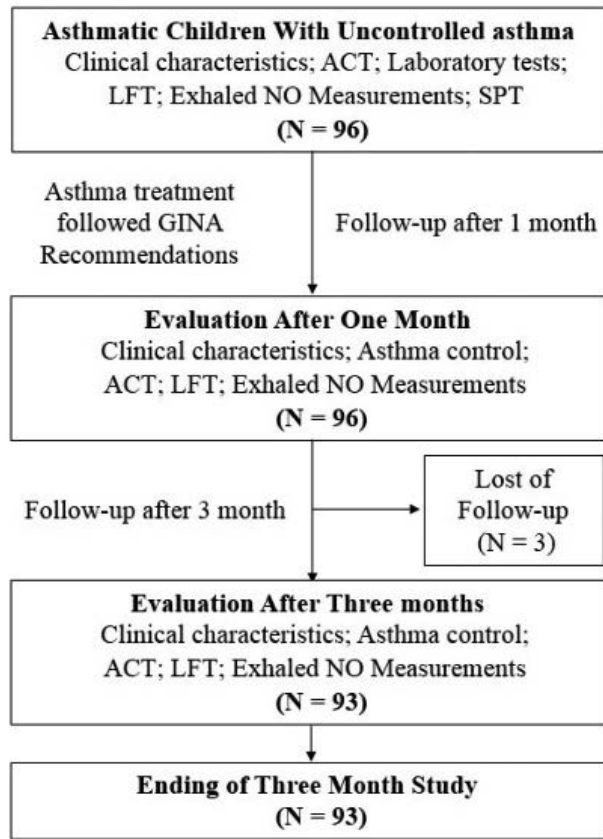 Asthmatic Children With Uncontrolled asthma
Clinical characteristics; ACT; Laboratory tests;
LFT; Exhaled NO Measurements; SPT
(N = 96)
Asthma treatment
followed GINA
Recommendations
Follow-up after 1 month
Evaluation After One Month
Clinical characteristics; Asthma control;
ACT; LFT; Exhaled NO Measurements
(N = 96)
Follow-up after 3 month
Lost of
Follow-up
(N = 3)
Evaluation After Three months
Clinical characteristics; Asthma control;
ACT; LFT; Exhaled NO Measurements
(N = 93)
Ending of Three Month Study
(N = 93)